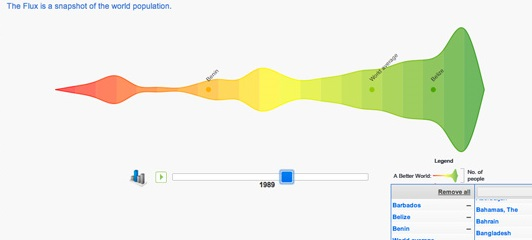 The Flux is a snapshot of the world population.
Benin
World average
Belize
1989
Legend
A Better World:
No. of
people
Remove all
Barbados
Belize
Benin
Bahamas, The
Bahrain
Bangladesh